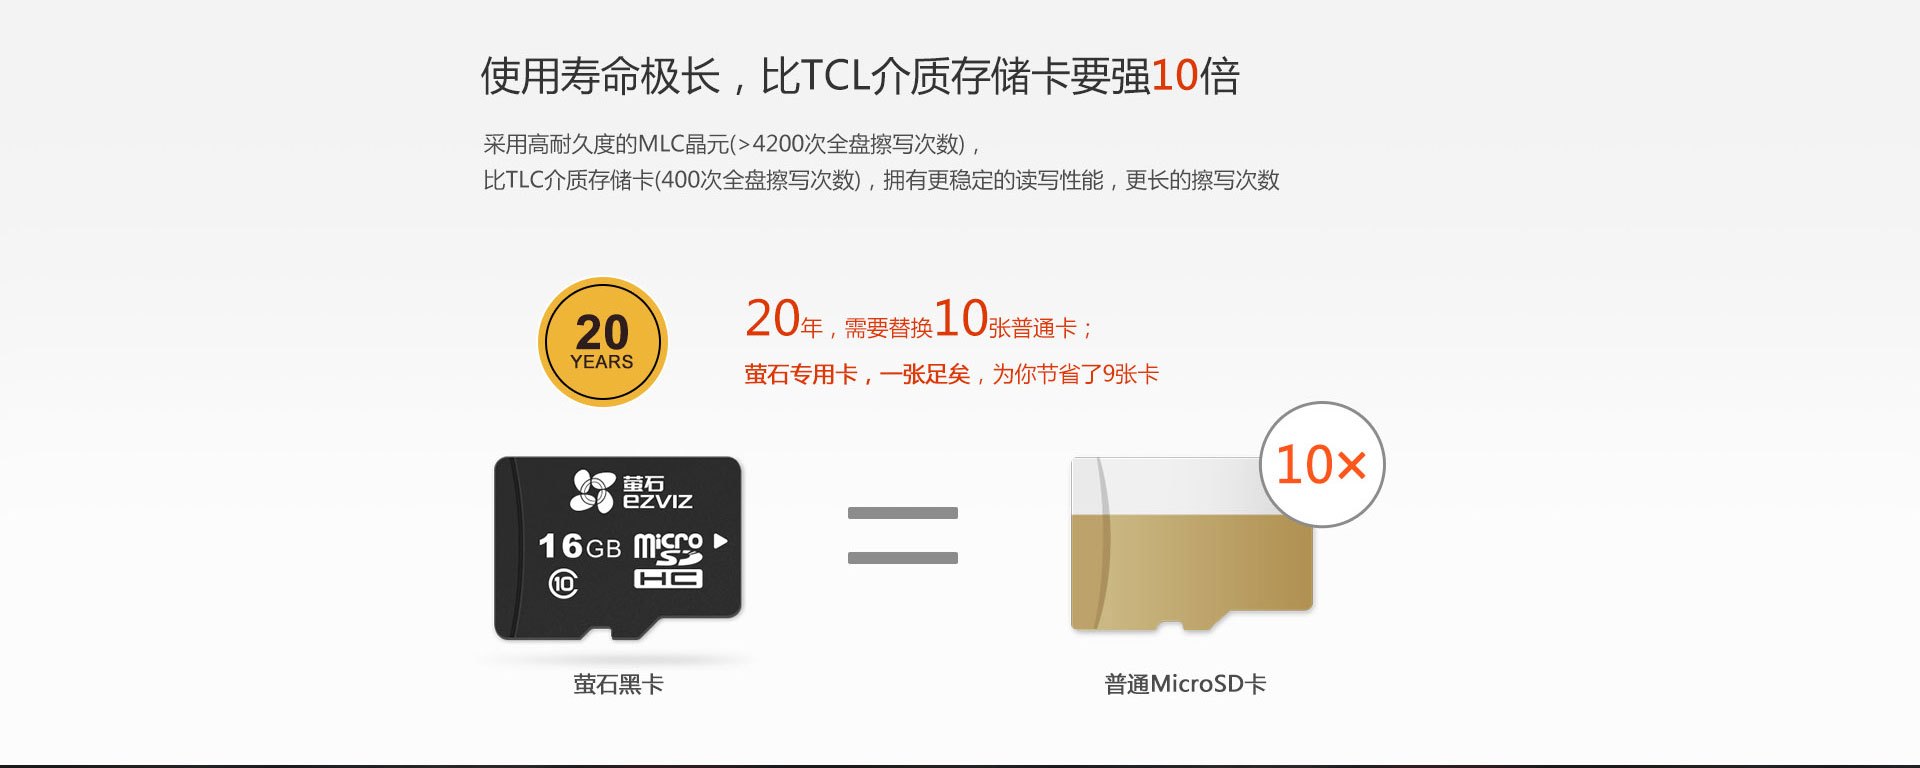 使用寿命极长，比TCL介质存储卡要强10倍
采用高耐久度的MLC晶元(>4200次全盘擦写次数)，
比TLC介质存储卡(400次全盘擦写次数)，拥有更稳定的读写性能，更长的擦写次数
20
YEARS
20年，需要替换10张普通卡；
萤石专用卡，一张足矣，为你节省了9张卡
10×
萤石
ezviz
16GB
micro
SD
HC
10
萤石黑卡
普通MicroSD卡